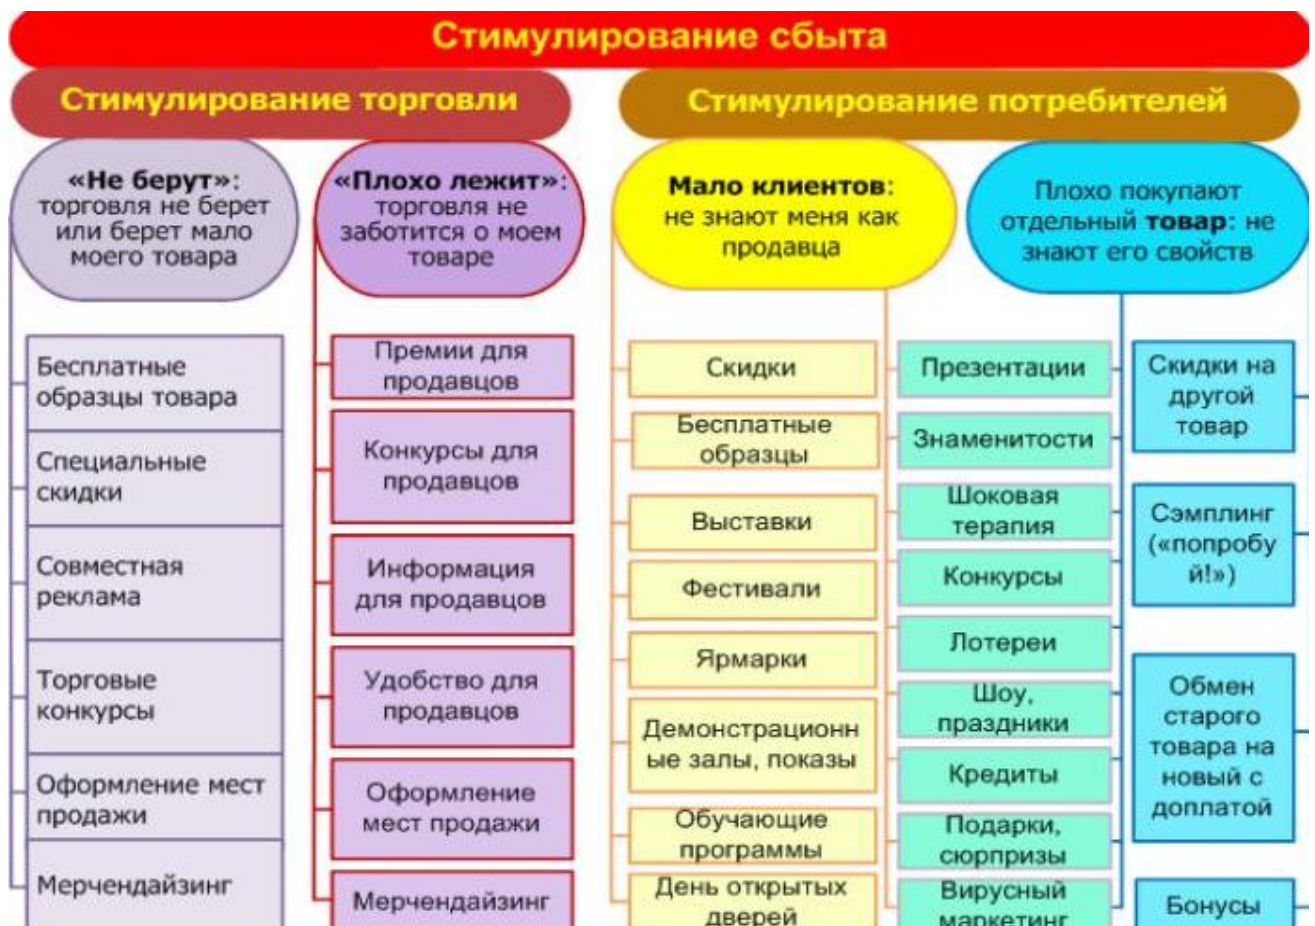 Стимулирование сбыта
Стимулирование торговли
«Не берут»:
торговля не берет
или берет мало
моего товара
Бесплатные
образцы товара
Специальные
скидки
Совместная
реклама
Торговые
конкурсы
Оформление мест
продажи
Мерчендайзинг
«Плохо лежит»:
торговля не
заботится о моем
товаре
Премии для
продавцов
Конкурсы для
продавцов
Информация
для продавцов
Удобство для
продавцов
Оформление
мест продажи
Мерчендайзинг
Стимулирование потребителей
Мало клиентов:
не знают меня как
продавца
Скидки
Бесплатные
образцы
Выставки
Фестивали
Ярмарки
Демонстрационн
ые залы, показы
Обучающие
программы
День открытых
дверей
Презентации
Знаменитости
Шоковая
терапия
Конкурсы
Лотереи
Шоу,
праздники
Кредиты
Подарки,
сюрпризы
Вирусный
маркетинг
Плохо покупают
отдельный товар: не
знают его свойств
Скидки на
другой
товар
Сэмплинг
(«попробу
й!»)
Обмен
старого
товара на
новый с
доплатой
Бонусы